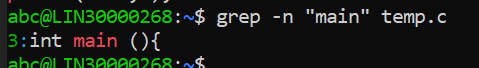 abc@LIN30000268:~$ grep -n "main" temp.c
3:int main (){
abc@LIN30000268:~$